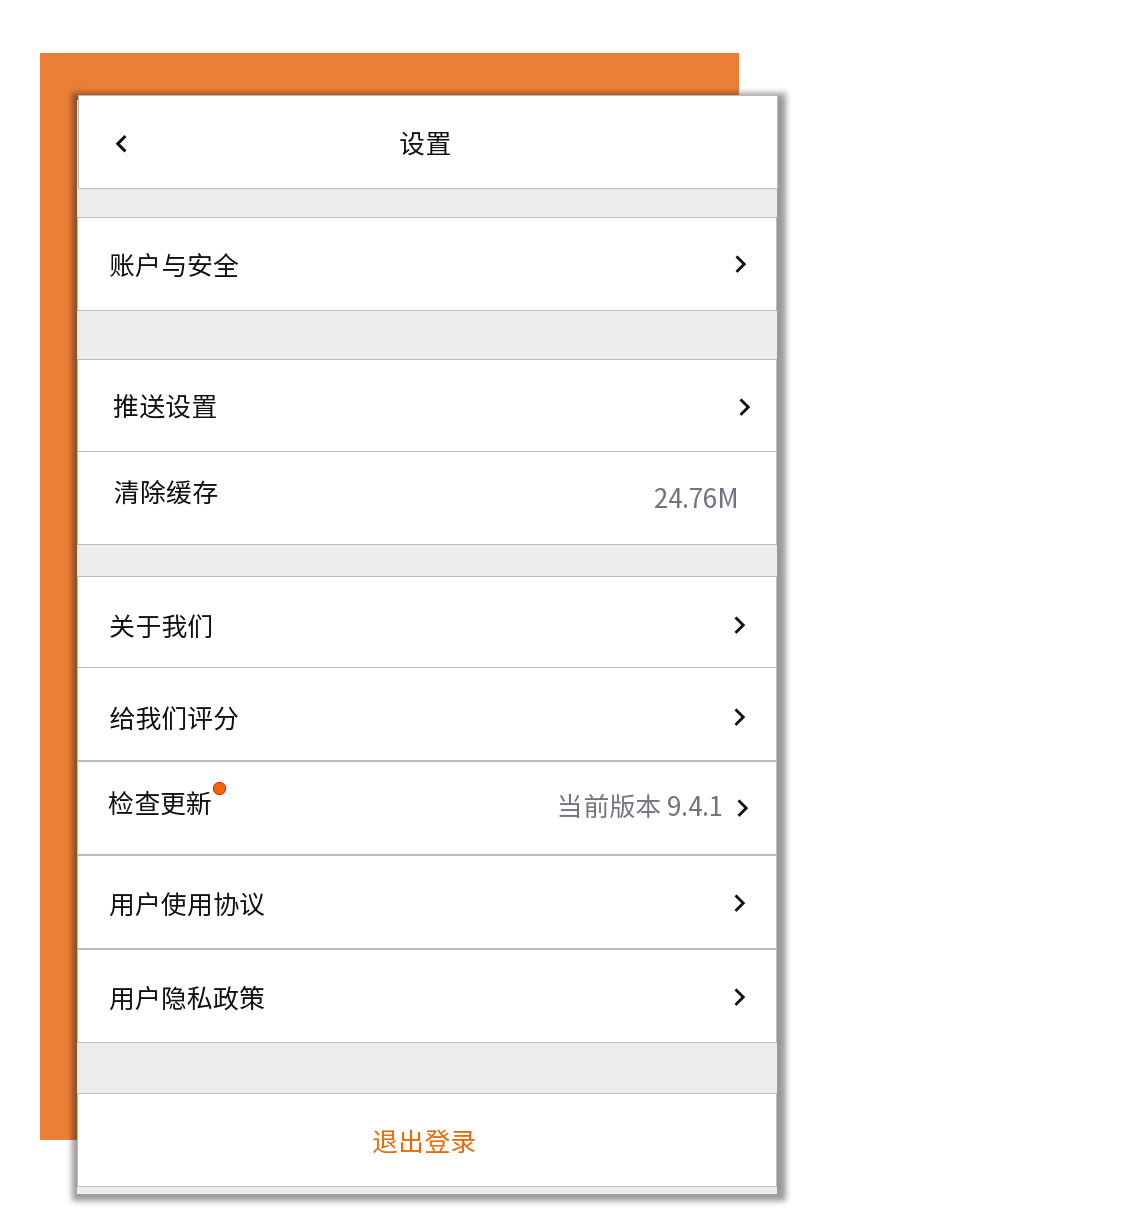 设置
账户与安全
推送设置
清除缓存 24.76M
关于我们
给我们评分
检查更新 当前版本 9.4.1
用户使用协议
用户隐私政策
退出登录